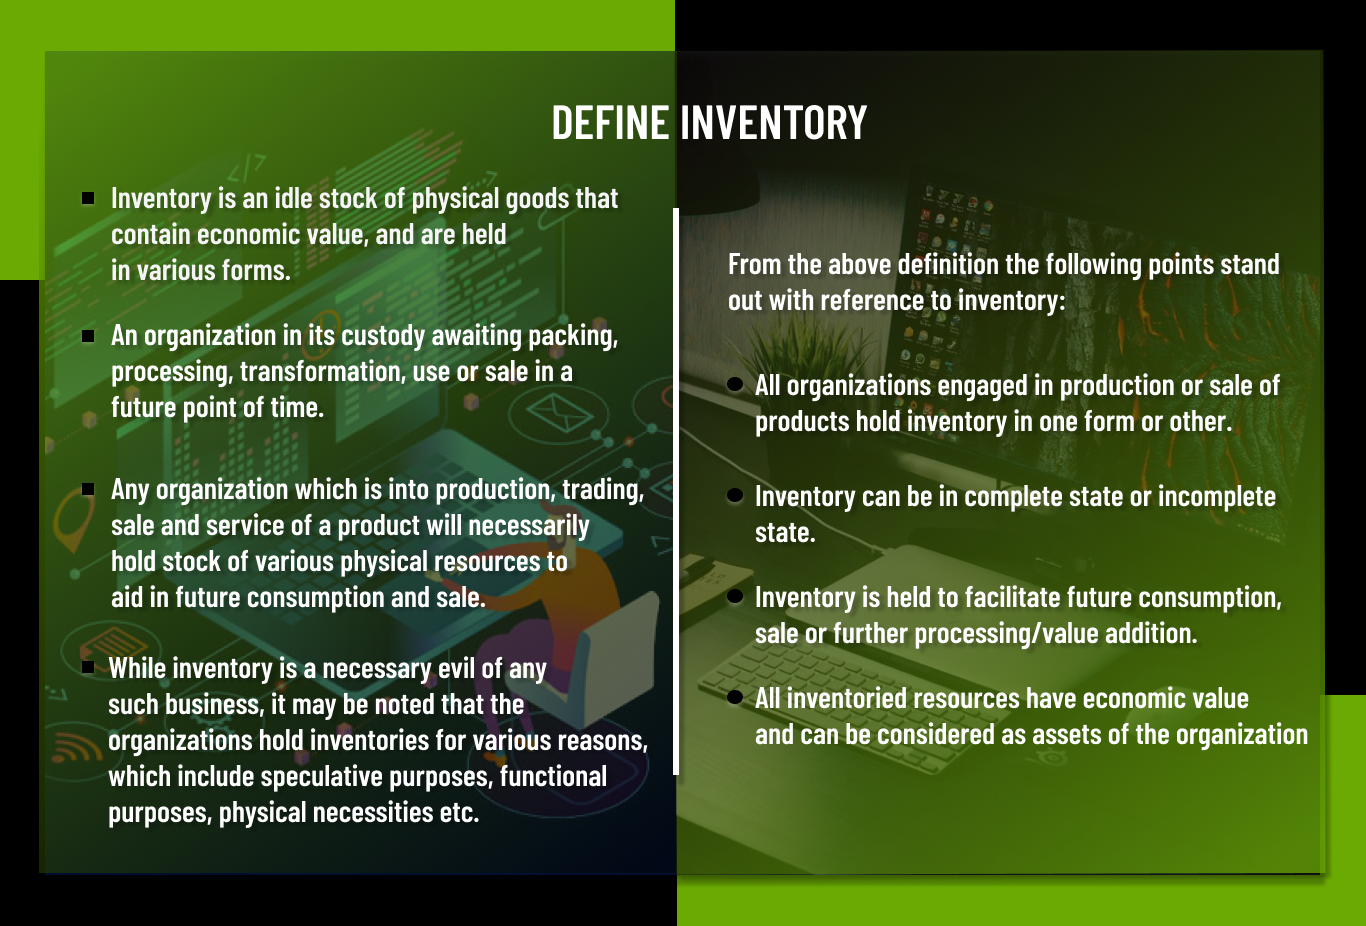 DEFINE INVENTORY
Inventory is an idle stock of physical goods that
contain economic value, and are held
in various forms.
An organization in its custody awaiting packing,
processing, transformation, use or sale in a
future point of time.
Any organization which is into production, trading,
sale and service of a product will necessarily
hold stock of various physical resources to
aid in future consumption and sale.
While inventory is a necessary evil of any
such business, it may be noted that the
organizations hold inventories for various reasons,
which include speculative purposes, functional
purposes, physical necessities etc.
From the above definition the following points stand
out with reference to inventory:
All organizations engaged in production or sale of
products hold inventory in one form or other.
Inventory can be in complete state or incomplete
state.
Inventory is held to facilitate future consumption,
sale or further processing/value addition.
All inventoried resources have economic value
and can be considered as assets of the organization